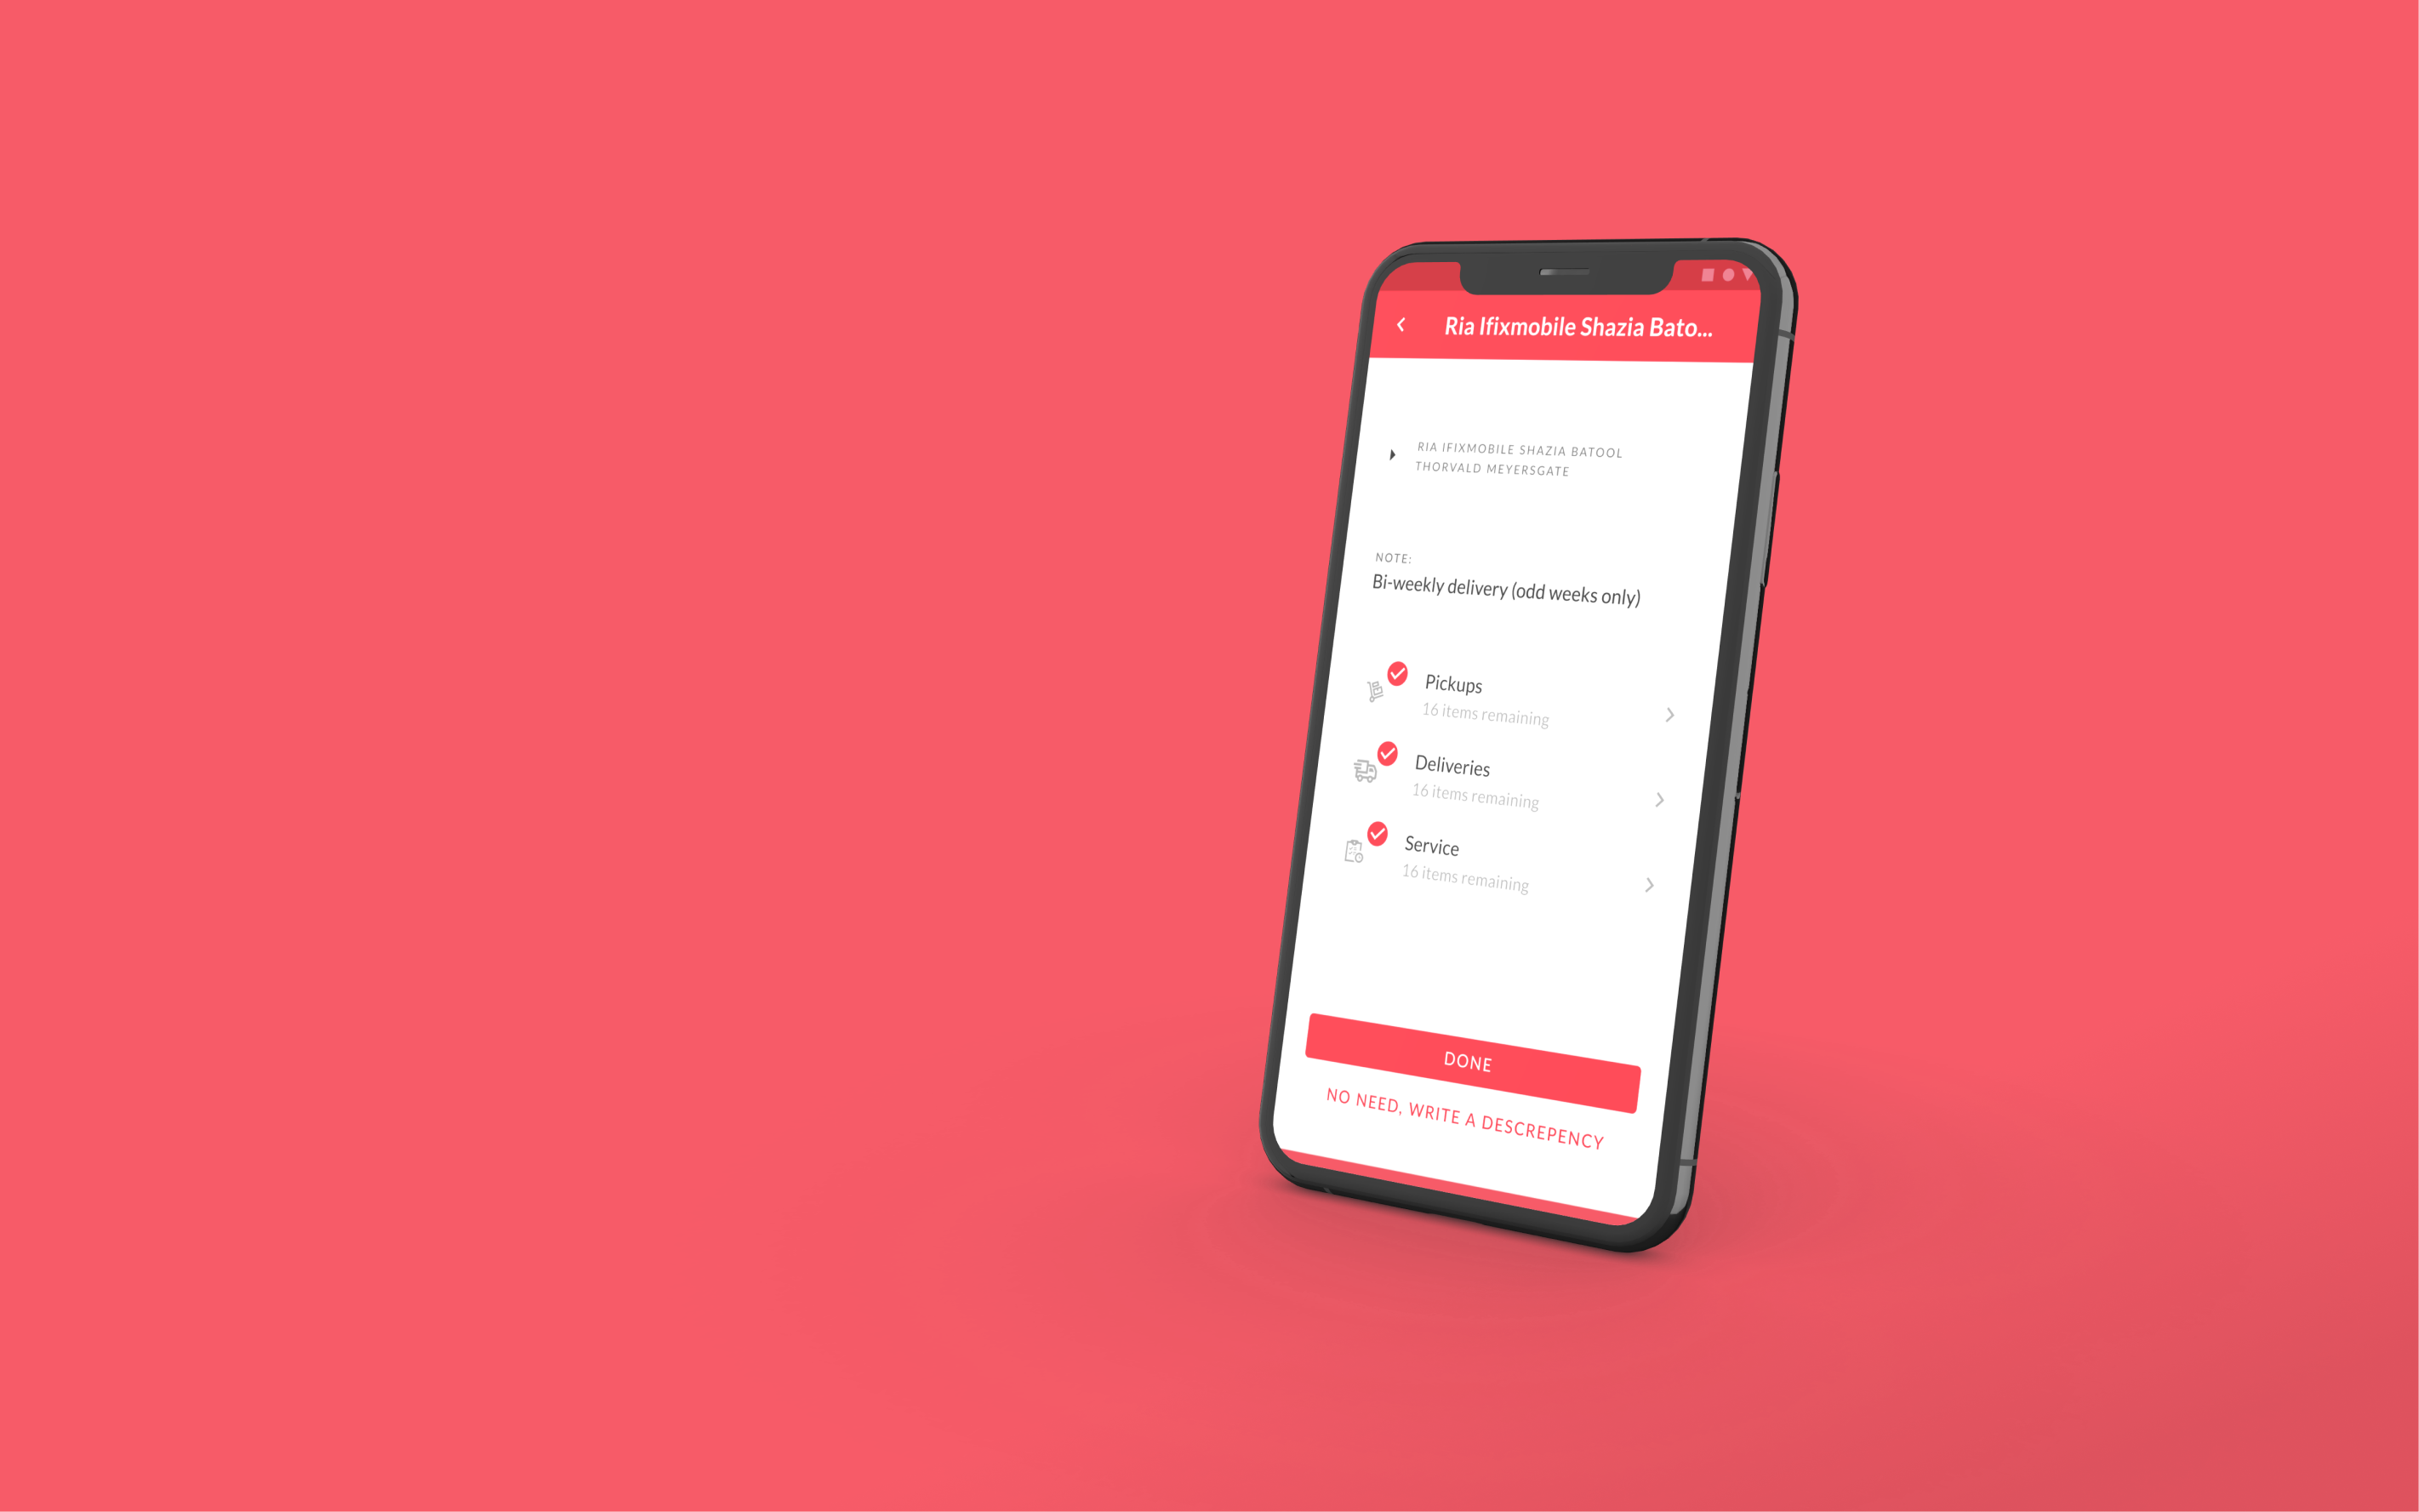 Ria Ifixmobile Shazia Bato...
RIA IFIXMOBILE SHAZIA BATOOL
THORVALD MEYERSGATE
NOTE:
Bi-weekly delivery (odd weeks only)
Pickups
16 items remaining
Deliveries
16 items remaining
Service
16 items remaining
DONE
NO NEED, WRITE A DESCREPENCY